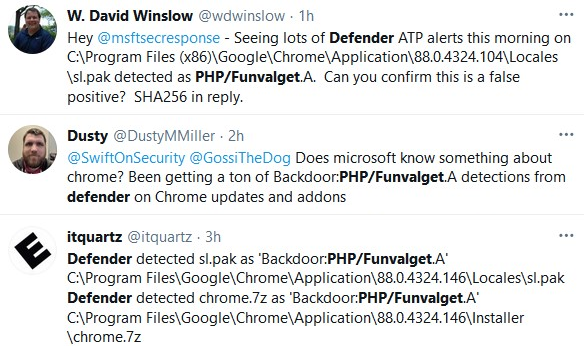 W. David Winslow @wdwinslow · 1h
Hey @msftsecresponse - Seeing lots of Defender ATP alerts this morning on
C:\Program Files (x86)\Google\Chrome\Application\88.0.4324.104\Locales
\sl.pak detected as PHP/Funvalget.A. Can you confirm this is a false
positive? SHA256 in reply.
Dusty @DustyMMiller · 2h
@SwiftOnSecurity @GossiTheDog Does microsoft know something about
chrome? Been getting a ton of Backdoor:PHP/Funvalget.A detections from
defender on Chrome updates and addons
itquartz @itquartz · 3h
Defender detected sl.pak as 'Backdoor:PHP/Funvalget.A'
C:\Program Files\Google\Chrome\Application\88.0.4324.146\Locales\sl.pak
Defender detected chrome.7z as 'Backdoor:PHP/Funvalget.A'
C:\Program Files\Google\Chrome\Application\88.0.4324.146\Installer
\chrome.7z